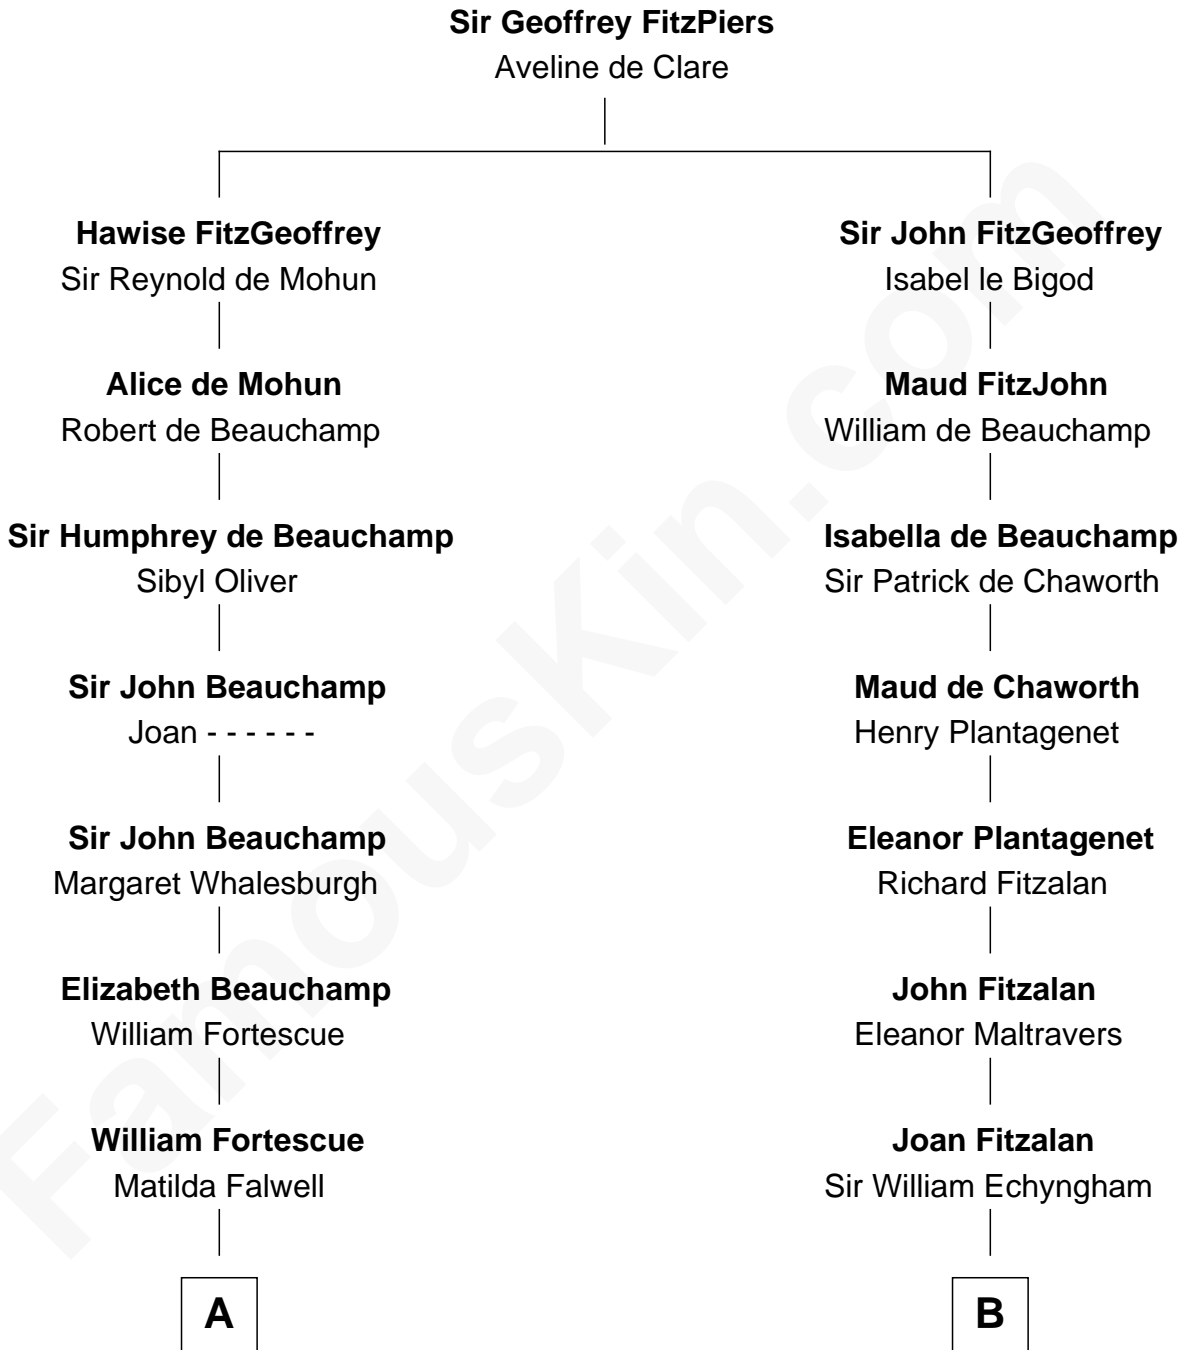 Sir Geoffrey FitzPiers
Aveline de Clare
Hawise FitzGeoffrey
Sir Reynold de Mohun
Alice de Mohun
Robert de Beauchamp
Sir Humphrey de Beauchamp
Sibyl Oliver
Sir John Beauchamp
Joan - - - - - -
Sir John Beauchamp
Margaret Whalesburgh
Elizabeth Beauchamp
William Fortescue
William Fortescue
Matilda Falwell
A
Sir John FitzGeoffrey
Isabel le Bigod
Maud FitzJohn
William de Beauchamp
Isabella de Beauchamp
Sir Patrick de Chaworth
Maud de Chaworth
Henry Plantagenet
Eleanor Plantagenet
Richard Fitzalan
John Fitzalan
Eleanor Maltravers
Joan Fitzalan
Sir William Echyngham
B
FamousKin.com